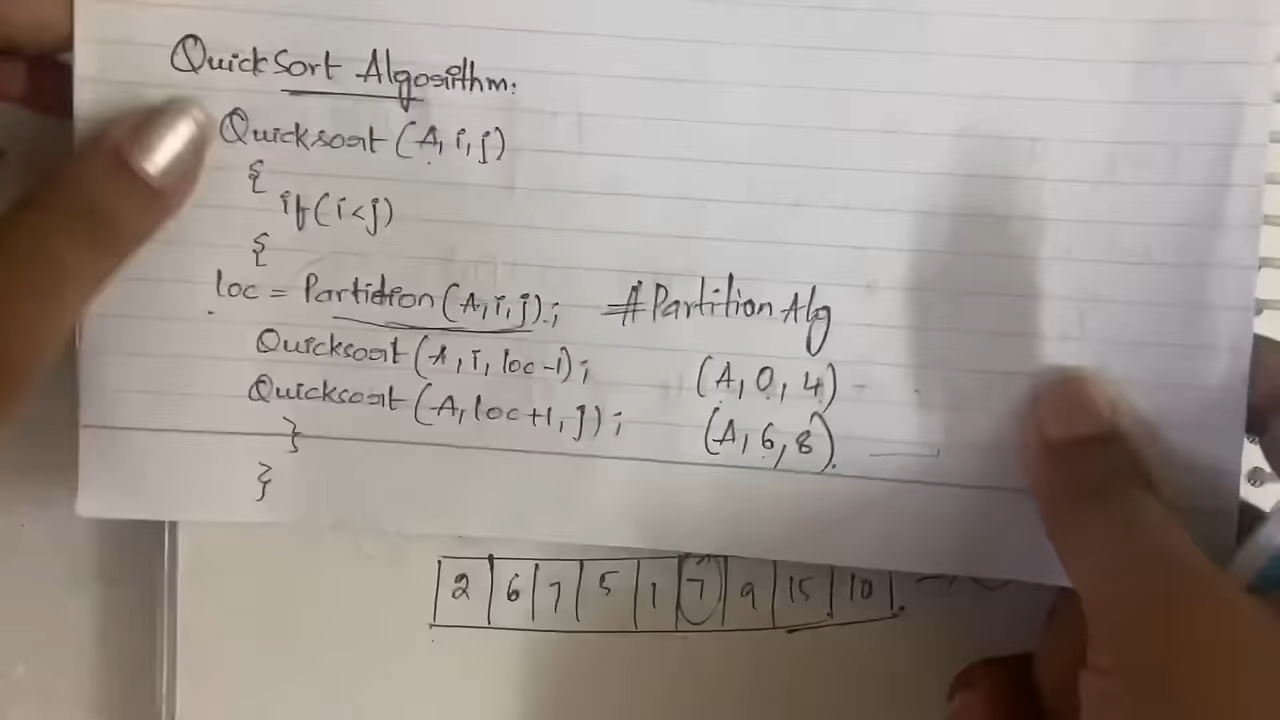 QuickSort Algorithm:
Quicksort (A, i, j)
{
if (i<j)
{
loc = Partition (A, i, j); # Partition Alg
Quicksort (A, i, loc-1); (A, 0, 4)
Quicksort (A, loc+1, j); (A, 6, 8).
}
}
2 6 7 5 1 7 9 15 10